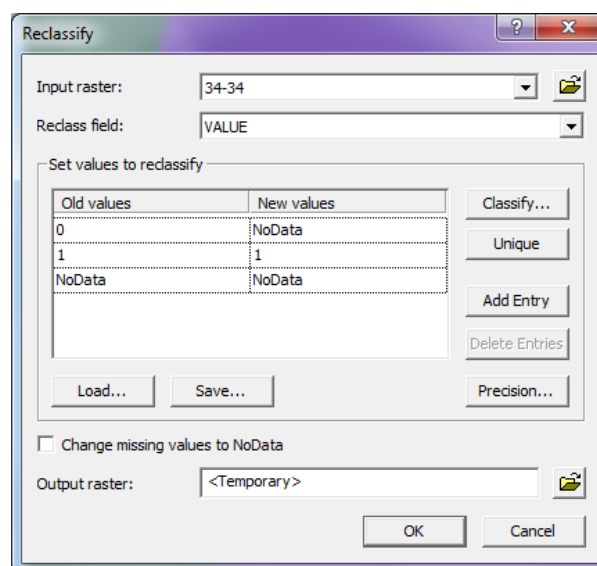 Reclassify
? X
Input raster: 34-34
Reclass field: VALUE
Set values to reclassify
Old values New values
0 NoData
1 1
NoData NoData
Classify...
Unique
Add Entry
Delete Entries
Load... Save... Precision...
Change missing values to NoData
Output raster: <Temporary>
OK Cancel